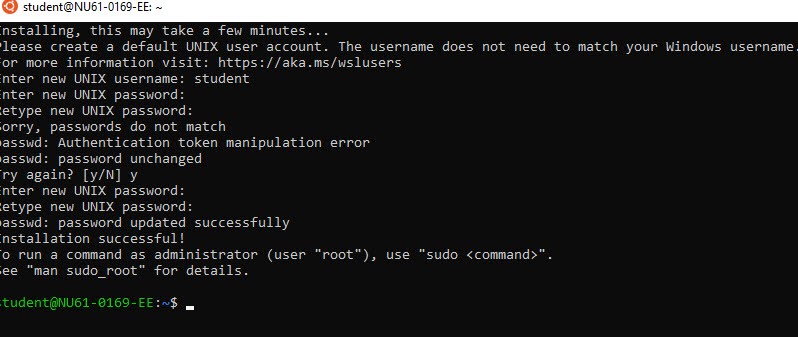 student@NU61-0169-EE: ~
Installing, this may take a few minutes...
Please create a default UNIX user account. The username does not need to match your Windows username.
For more information visit: https://aka.ms/wslusers
Enter new UNIX username: student
Enter new UNIX password:
Retype new UNIX password:
Sorry, passwords do not match
passwd: Authentication token manipulation error
passwd: password unchanged
Try again? [y/N] y
Enter new UNIX password:
Retype new UNIX password:
passwd: password updated successfully
Installation successful!
To run a command as administrator (user "root"), use "sudo <command>".
See "man sudo_root" for details.
student@NU61-0169-EE:~$